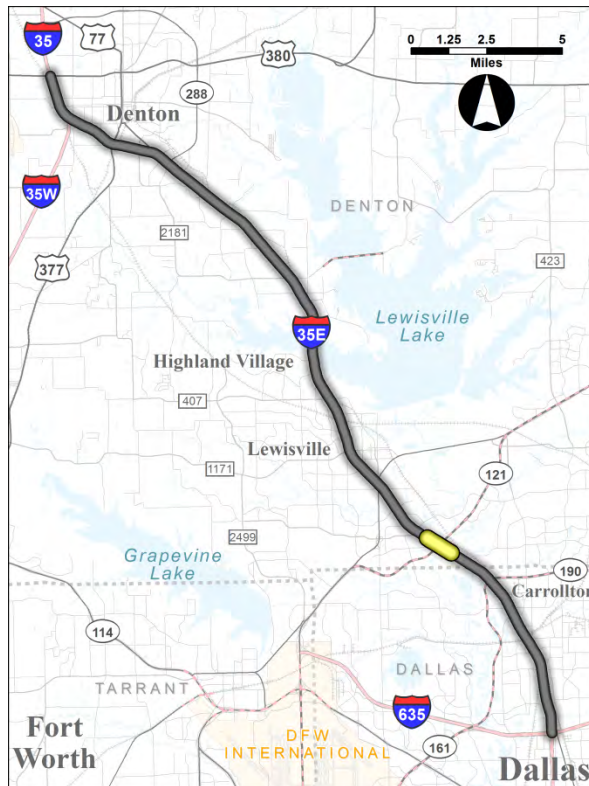 35
77
380
0 1.25 2.5 5
Miles
288
Denton
35W
DENTON
2181
377
423
35E
Lewisville
Lake
Highland Village
407
Lewisville
1171
121
2499
Grapevine
Lake
190
Carrollton
114
DALLAS
TARRANT
635
Fort
Worth
DFW
INTERNATIONAL
161
Dallas